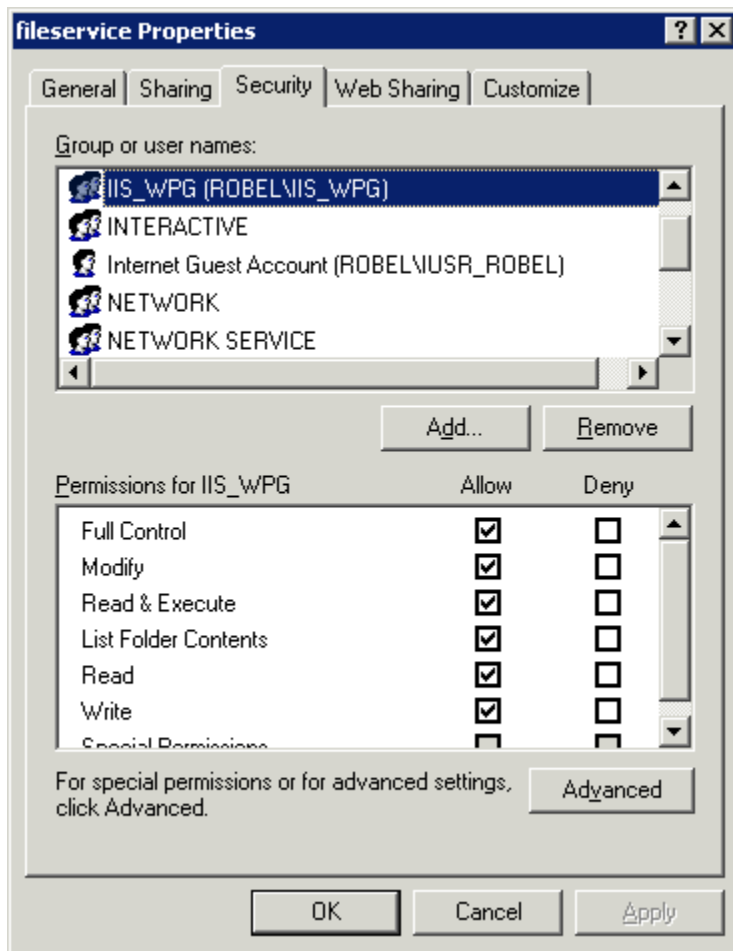 fileservice Properties
General Sharing Security Web Sharing Customize
Group or user names:
IIS_WPG (ROBEL\IIS_WPG)
INTERACTIVE
Internet Guest Account (ROBEL\IUSR_ROBEL)
NETWORK
NETWORK SERVICE
Add... Remove
Permissions for IIS_WPG Allow Deny
Full Control
Modify
Read & Execute
List Folder Contents
Read
Write
Special Permissions
For special permissions or for advanced settings, click Advanced.
Advanced
OK Cancel Apply